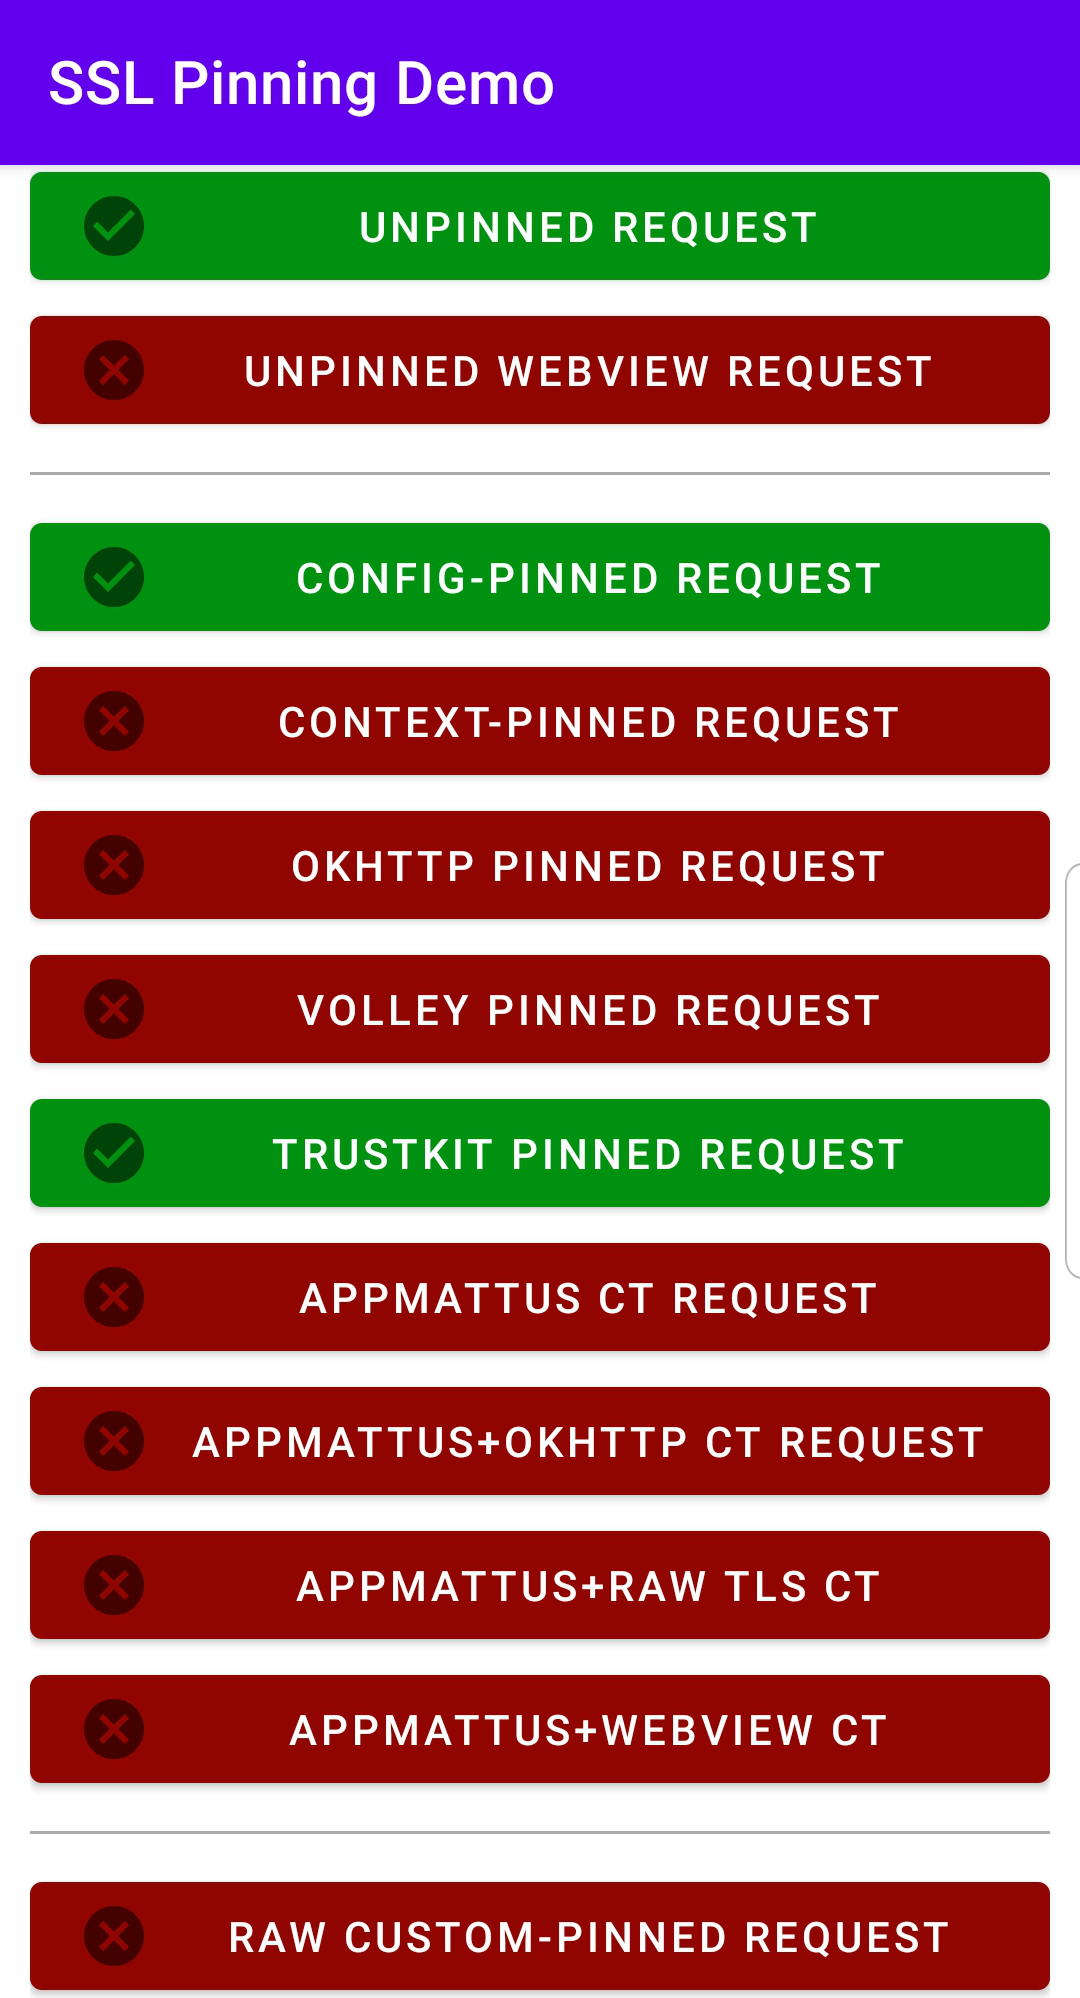 SSL Pinning Demo
UNPINNED REQUEST
UNPINNED WEBVIEW REQUEST
CONFIG-PINNED REQUEST
CONTEXT-PINNED REQUEST
OKHTTP PINNED REQUEST
VOLLEY PINNED REQUEST
TRUSTKIT PINNED REQUEST
APPMATTUS CT REQUEST
APPMATTUS+OKHTTP CT REQUEST
APPMATTUS+RAW TLS CT
APPMATTUS+WEBVIEW CT
RAW CUSTOM-PINNED REQUEST